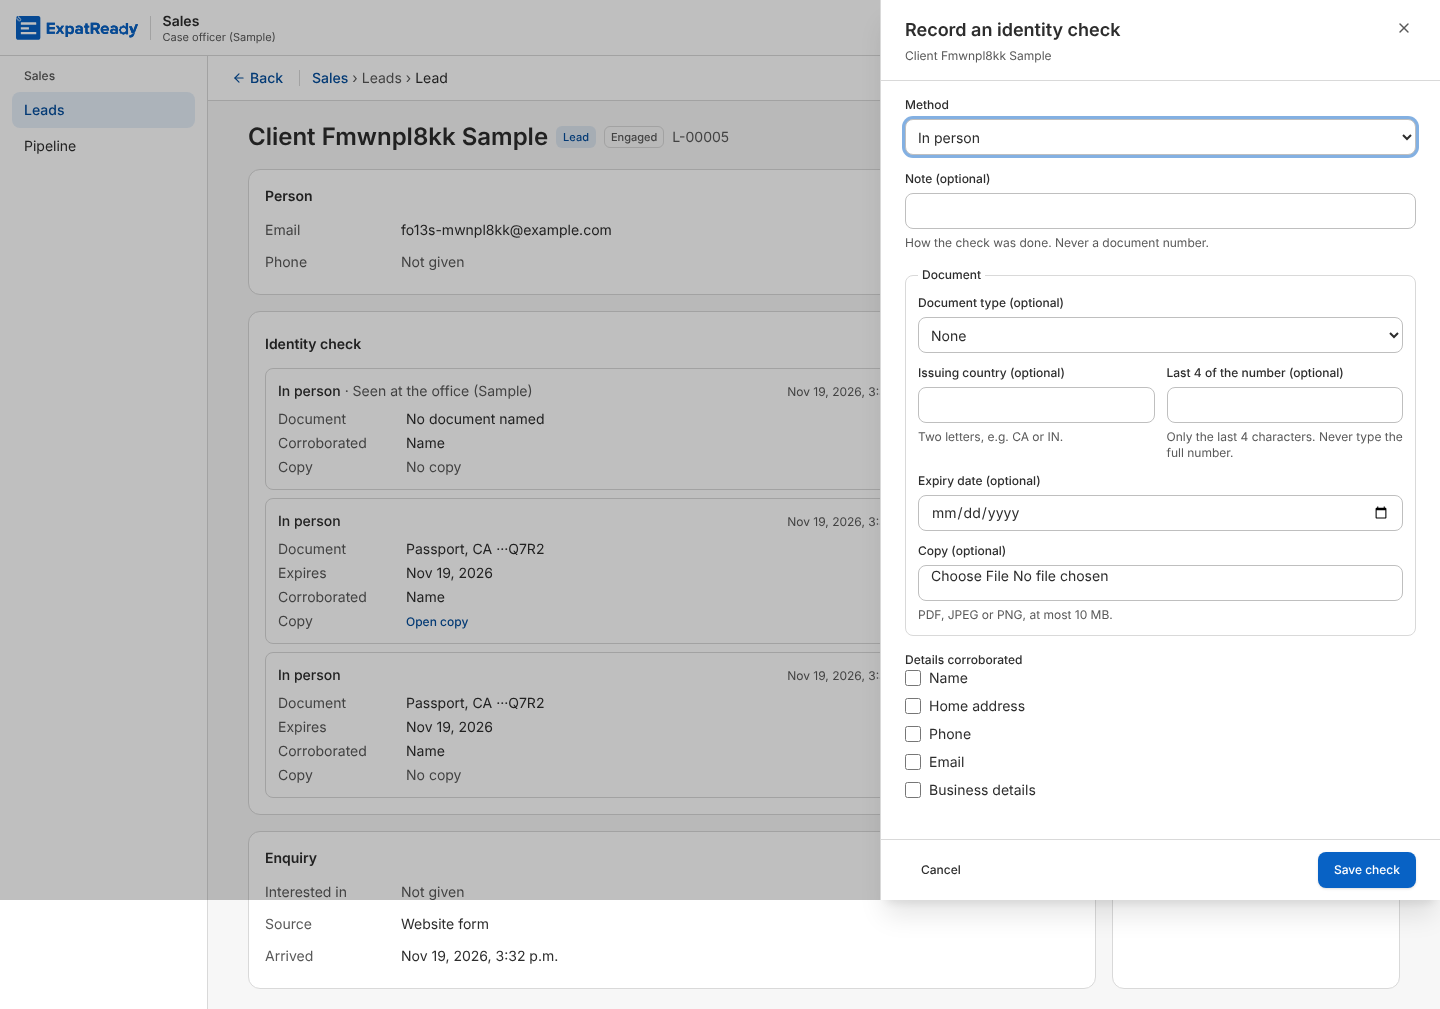 ExpatReady
Sales
Case officer (Sample)
Sales
Leads
Pipeline
← Back
Sales › Leads › Lead
Client Fmwnpl8kk Sample
Lead
Engaged
L-00005
Person
Email fo13s-mwnpl8kk@example.com
Phone Not given
Identity check
In person · Seen at the office (Sample) Nov 19, 2026, 3:
Document No document named
Corroborated Name
Copy No copy
In person Nov 19, 2026, 3:
Document Passport, CA ···Q7R2
Expires Nov 19, 2026
Corroborated Name
Copy Open copy
In person Nov 19, 2026, 3:
Document Passport, CA ···Q7R2
Expires Nov 19, 2026
Corroborated Name
Copy No copy
Enquiry
Interested in Not given
Source Website form
Arrived Nov 19, 2026, 3:32 p.m.
Record an identity check
Client Fmwnpl8kk Sample
Method
In person
Note (optional)
How the check was done. Never a document number.
Document
Document type (optional)
None
Issuing country (optional)
Two letters, e.g. CA or IN.
Last 4 of the number (optional)
Only the last 4 characters. Never type the
full number.
Expiry date (optional)
mm/dd/yyyy
Copy (optional)
Choose File No file chosen
PDF, JPEG or PNG, at most 10 MB.
Details corroborated
Name
Home address
Phone
Email
Business details
Cancel
Save check